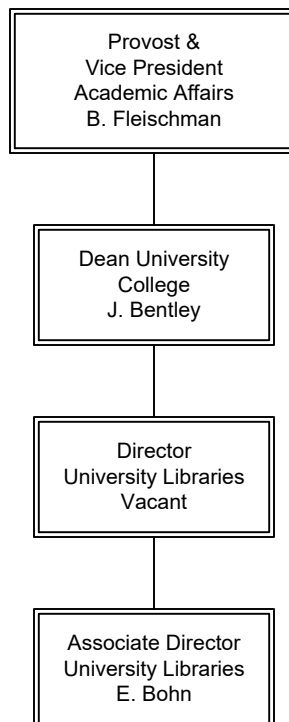 Provost &
Vice President
Academic Affairs
B. Fleischman
Dean University
College
J. Bentley
Director
University Libraries
Vacant
Associate Director
University Libraries
E. Bohn